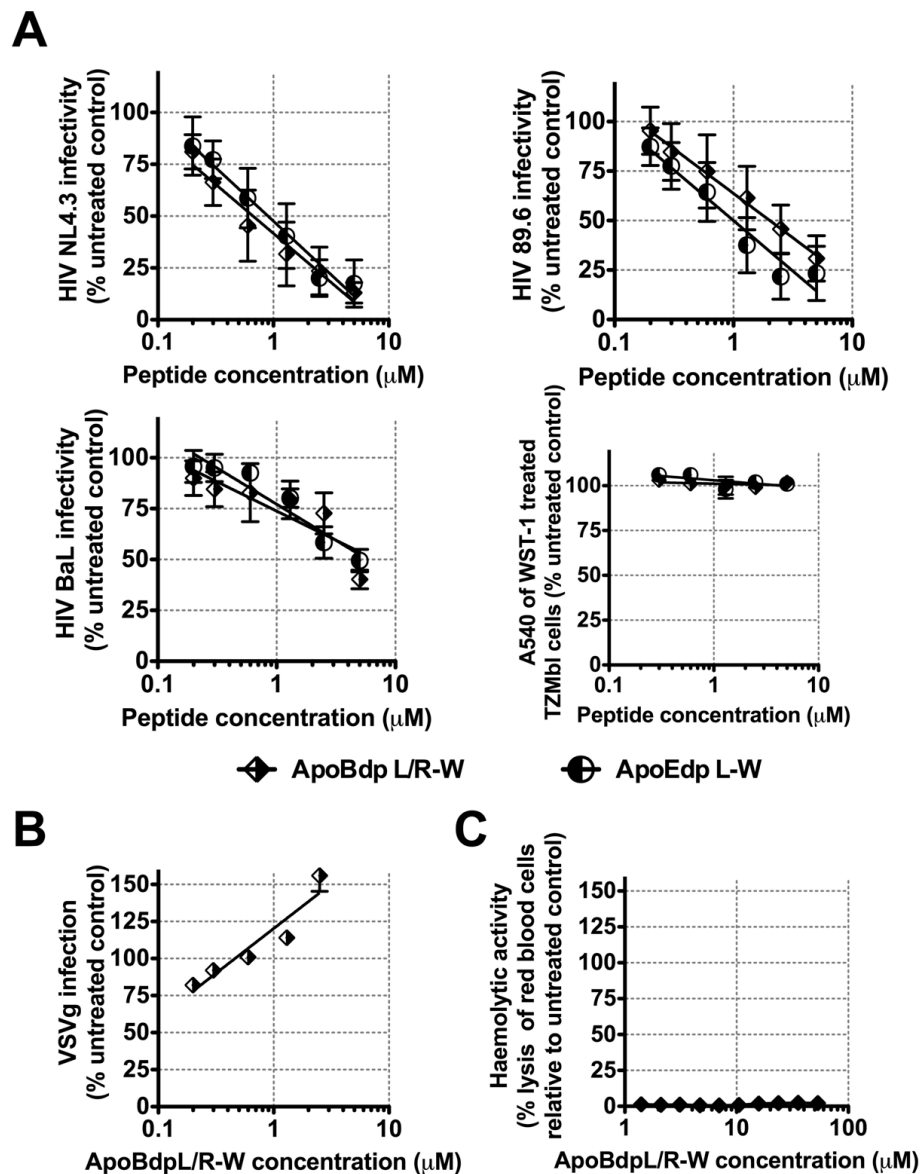 A
HIV NL4.3 infectivity
(% untreated control)
100
75
50
25
0
0.1
1
10
Peptide concentration (μM)
HIV 89.6 infectivity
(% untreated control)
100
75
50
25
0
0.1
1
10
Peptide concentration (μM)
HIV BaL infectivity
(% untreated control)
100
75
50
25
0
0.1
1
10
Peptide concentration (μM)
A540 of WST-1 treated
TZMbl cells (% untreated control)
100
75
50
25
0
0.1
1
10
Peptide concentration (μM)
ApoBdp L/R-W
ApoEdp L-W
B
VSVg infection
(% untreated control)
150
125
100
75
50
25
0
0.1
1
10
ApoBdpL/R-W concentration (μM)
C
Haemolytic activity
(% lysis of red blood cells
relative to untreated control)
150
125
100
75
50
25
0
1
10
100
ApoBdpL/R-W concentration (μM)